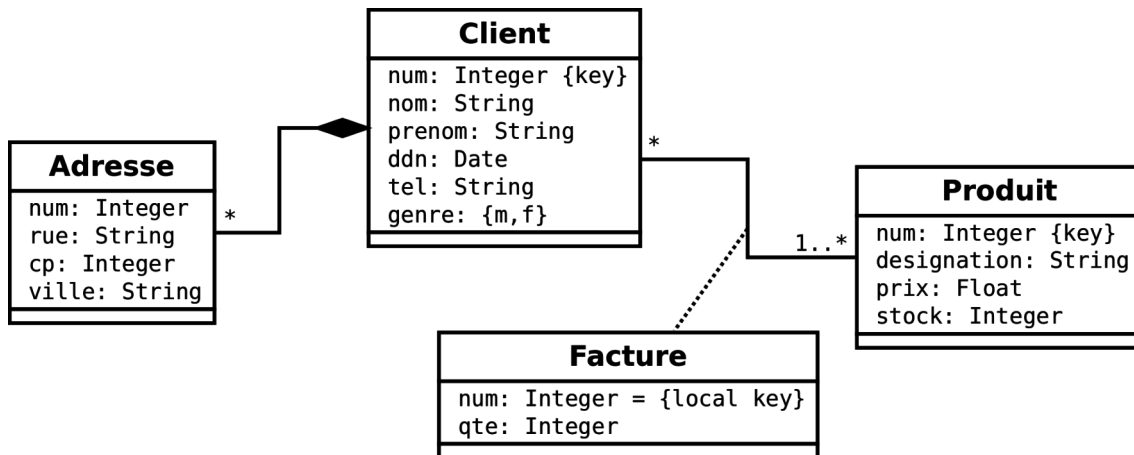 Client
num: Integer {key}
nom: String
prenom: String
ddn: Date
tel: String
genre: {m,f}
Adresse
num: Integer
rue: String
cp: Integer
ville: String
*
*
1..*
Produit
num: Integer {key}
designation: String
prix: Float
stock: Integer
Facture
num: Integer = {local key}
qte: Integer